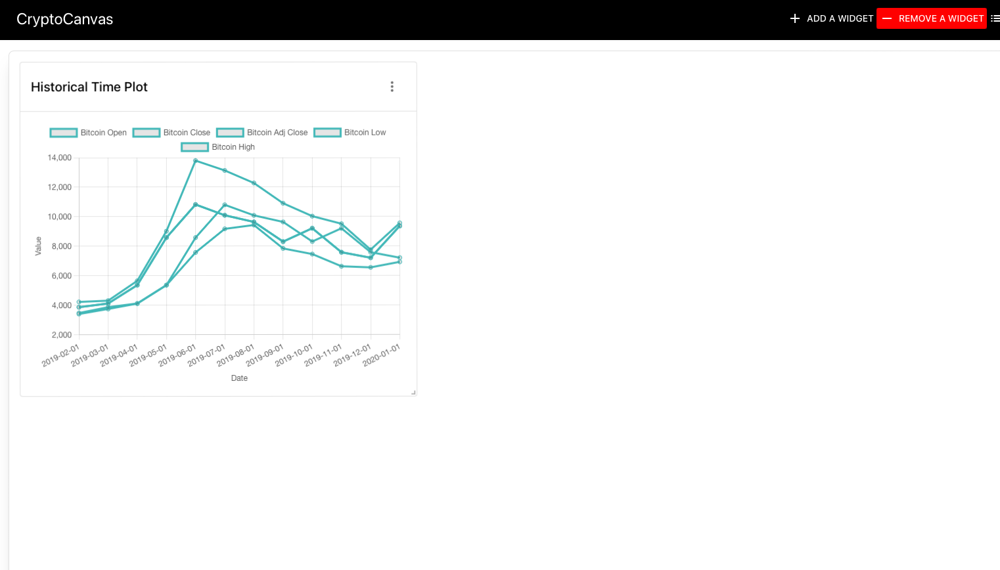 CryptoCanvas
ADD A WIDGET
REMOVE A WIDGET
Historical Time Plot
Bitcoin Open Bitcoin Close Bitcoin Adj Close Bitcoin Low
Bitcoin High
14,000
12,000
10,000
8,000
6,000
4,000
2,000
Value
2019-02-01 2019-03-01 2019-04-01 2019-05-01 2019-06-01 2019-07-01 2019-08-01 2019-09-01 2019-10-01 2019-11-01 2019-12-01 2020-01-01
Date